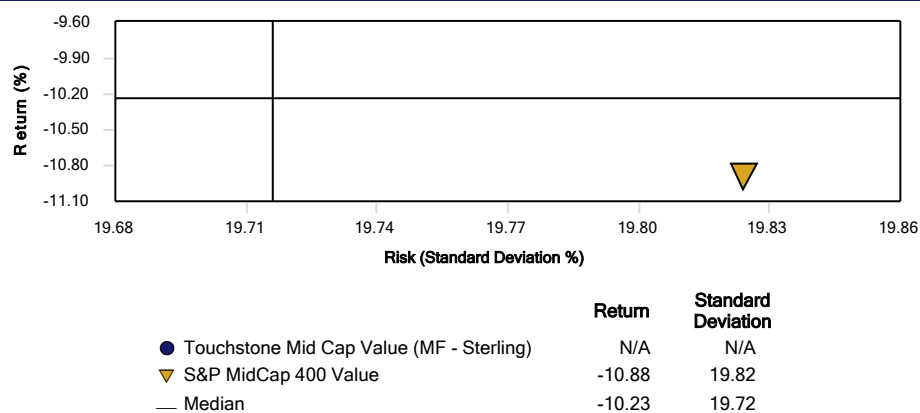 -9.60
-9.90
-10.20
-10.50
-10.80
-11.10
Return (%)
19.68 19.71 19.74 19.77 19.80 19.83 19.86
Risk (Standard Deviation %)
Return Standard Deviation
Touchstone Mid Cap Value (MF - Sterling) N/A N/A
S&P MidCap 400 Value -10.88 19.82
Median -10.23 19.72